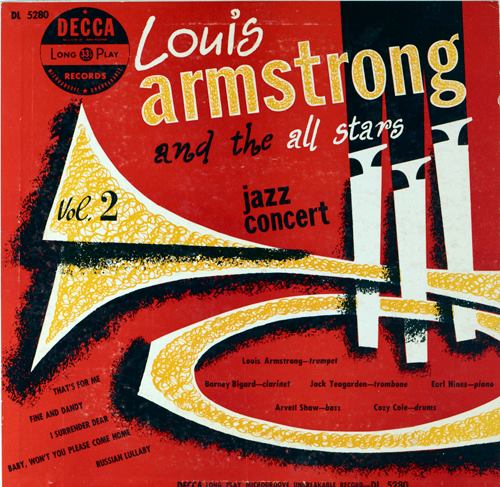 DL 5280
DECCA
LONG 33⅓ PLAY
RECORDS
MICROGROOVE ★ UNBREAKABLE
Louis
armstrong
and the all stars
jazz
concert
Vol. 2
Louis Armstrong—trumpet
Barney Bigard—clarinet Jack Teagarden—trombone Earl Hines—piano
Arvell Shaw—bass Cozy Cole—drums
THAT'S FOR ME
FINE AND DANDY
I SURRENDER DEAR
BABY, WON'T YOU PLEASE COME HOME
RUSSIAN LULLABY
DECCA LONG PLAY MICROGROOVE UNBREAKABLE RECORD—DL 5280